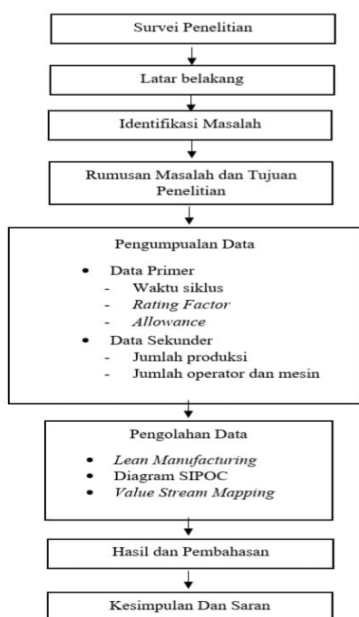 Survei Penelitian
Latar belakang
Identifikasi Masalah
Rumusan Masalah dan Tujuan
Penelitian
Pengumpualan Data
• Data Primer
- Waktu siklus
- Rating Factor
- Allowance
• Data Sekunder
- Jumlah produksi
- Jumlah operator dan mesin
Pengolahan Data
• Lean Manufacturing
• Diagram SIPOC
• Value Stream Mapping
Hasil dan Pembahasan
Kesimpulan Dan Saran